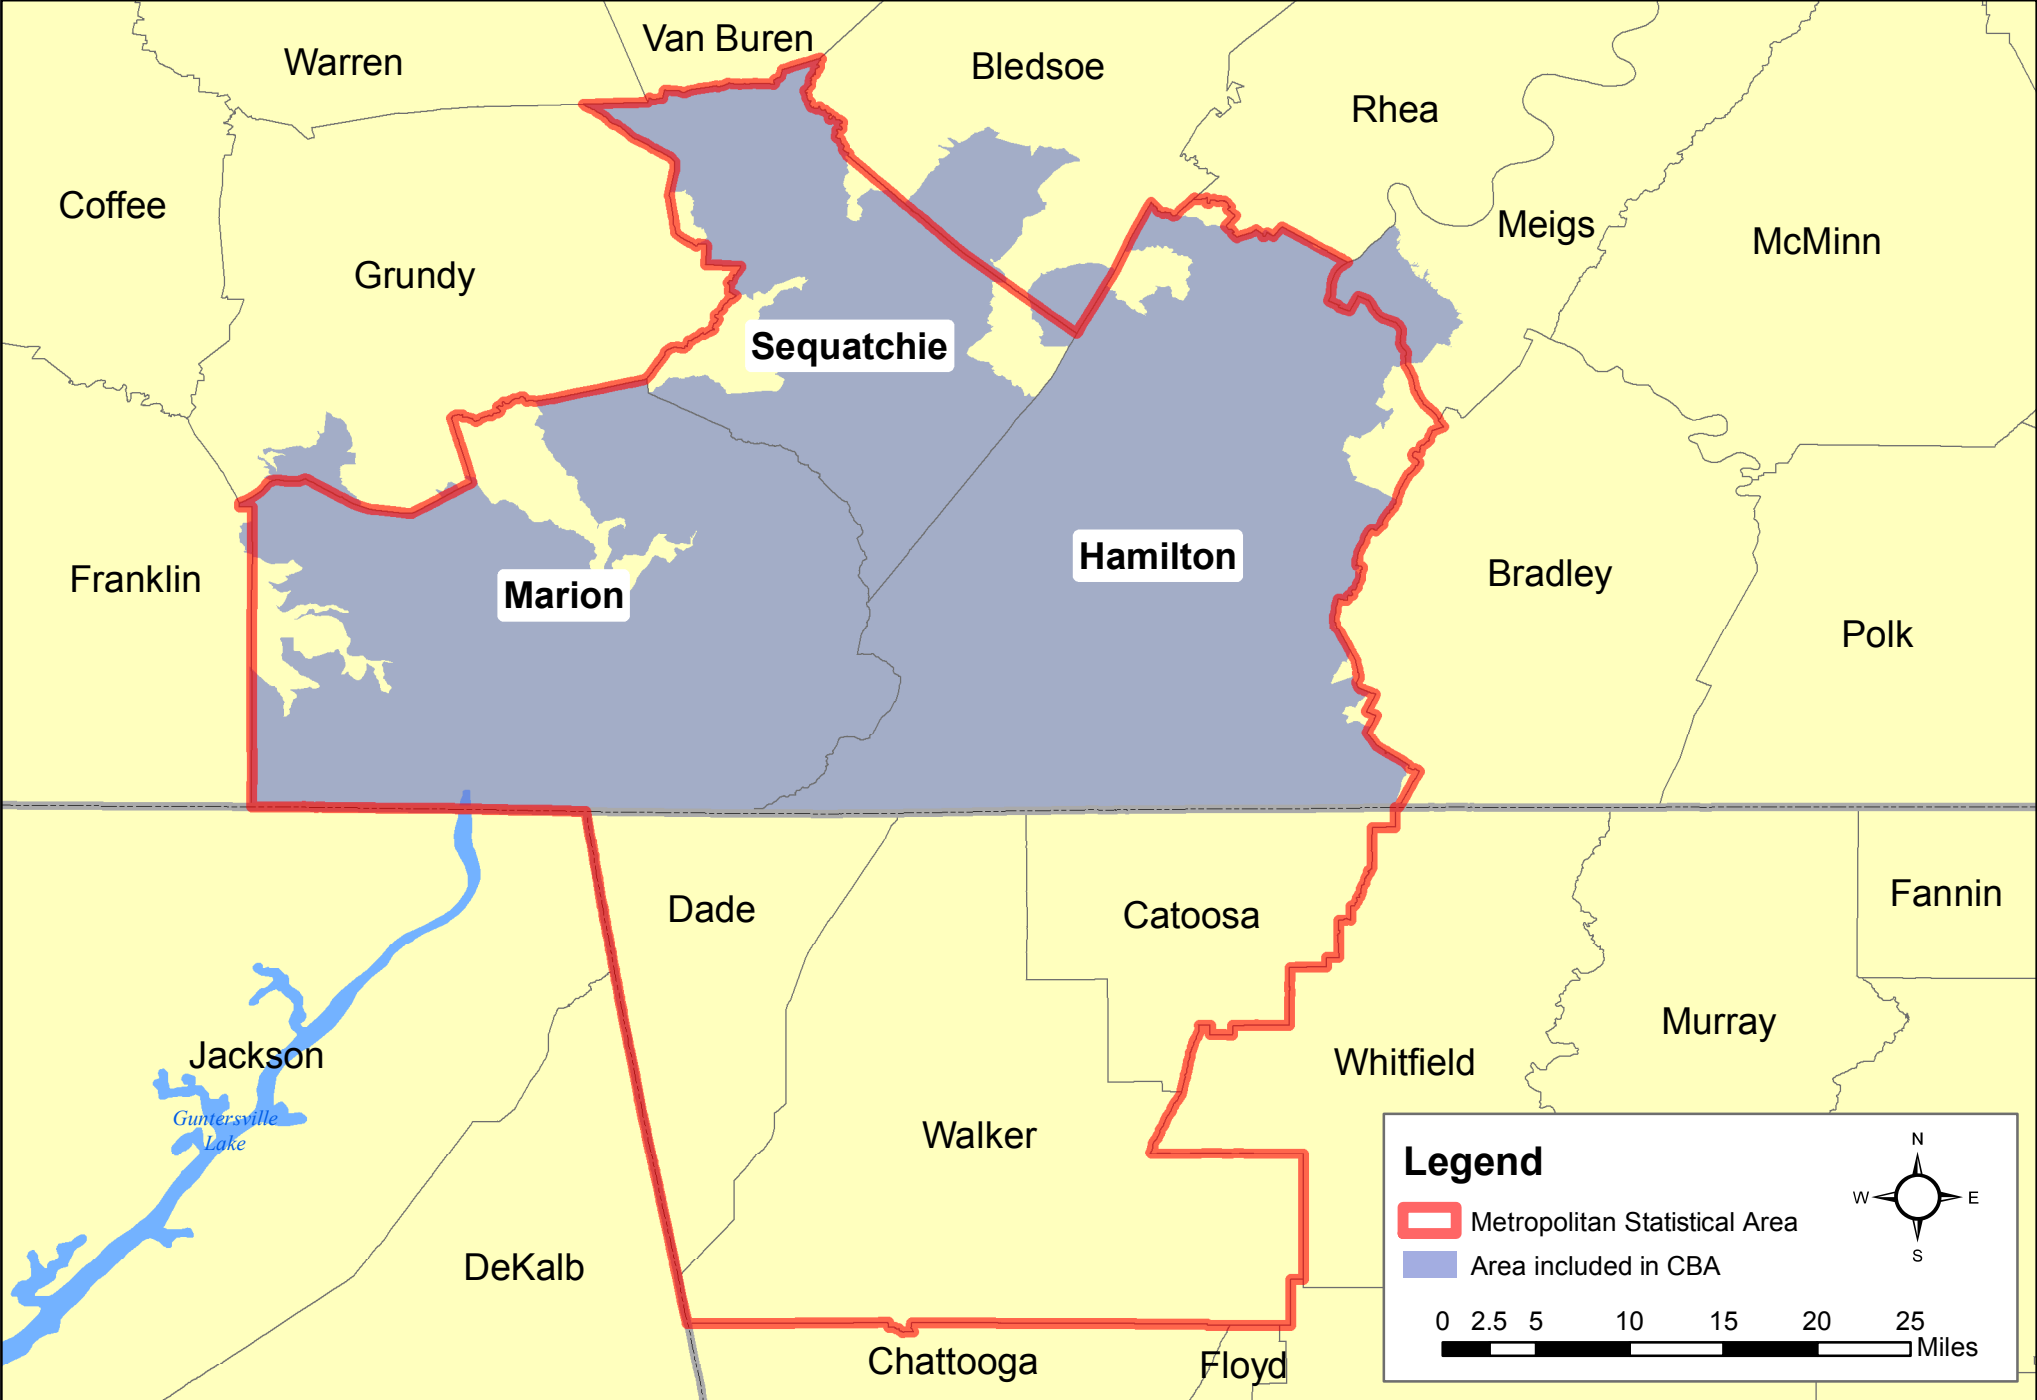 Van Buren
Warren
Bledsoe
Rhea
Coffee
Meigs
McMinn
Grundy
Sequatchie
Hamilton
Franklin
Marion
Bradley
Polk
Dade
Catoosa
Fannin
Jackson
Murray
Whitfield
Guntersville
Lake
Walker
DeKalb
Chattooga
Floyd
Legend
Metropolitan Statistical Area
Area included in CBA
N
W E
S
0 2.5 5 10 15 20 25
Miles